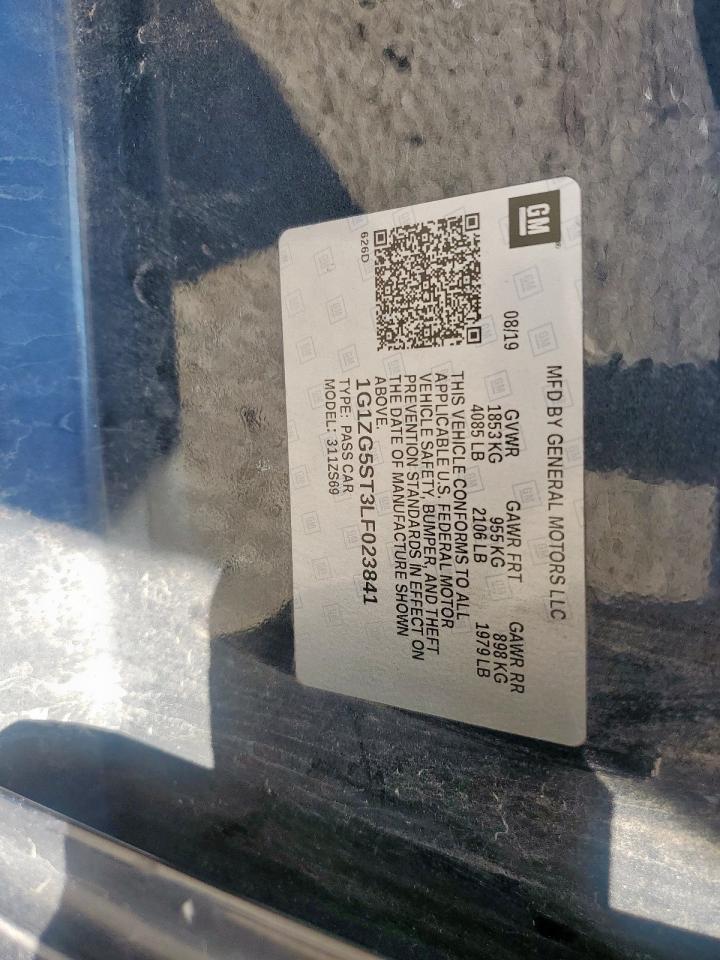 GM
MFD BY GENERAL MOTORS LLC
08/19 GVWR GAWR FRT GAWR RR
1853 KG 955 KG 898 KG
4085 LB 2106 LB 1979 LB
THIS VEHICLE CONFORMS TO ALL
APPLICABLE U.S. FEDERAL MOTOR
VEHICLE SAFETY, BUMPER, AND THEFT
PREVENTION STANDARDS IN EFFECT ON
THE DATE OF MANUFACTURE SHOWN
ABOVE.
1G1ZG5ST3LF023841
TYPE: PASS CAR
MODEL: 311ZS69
626D